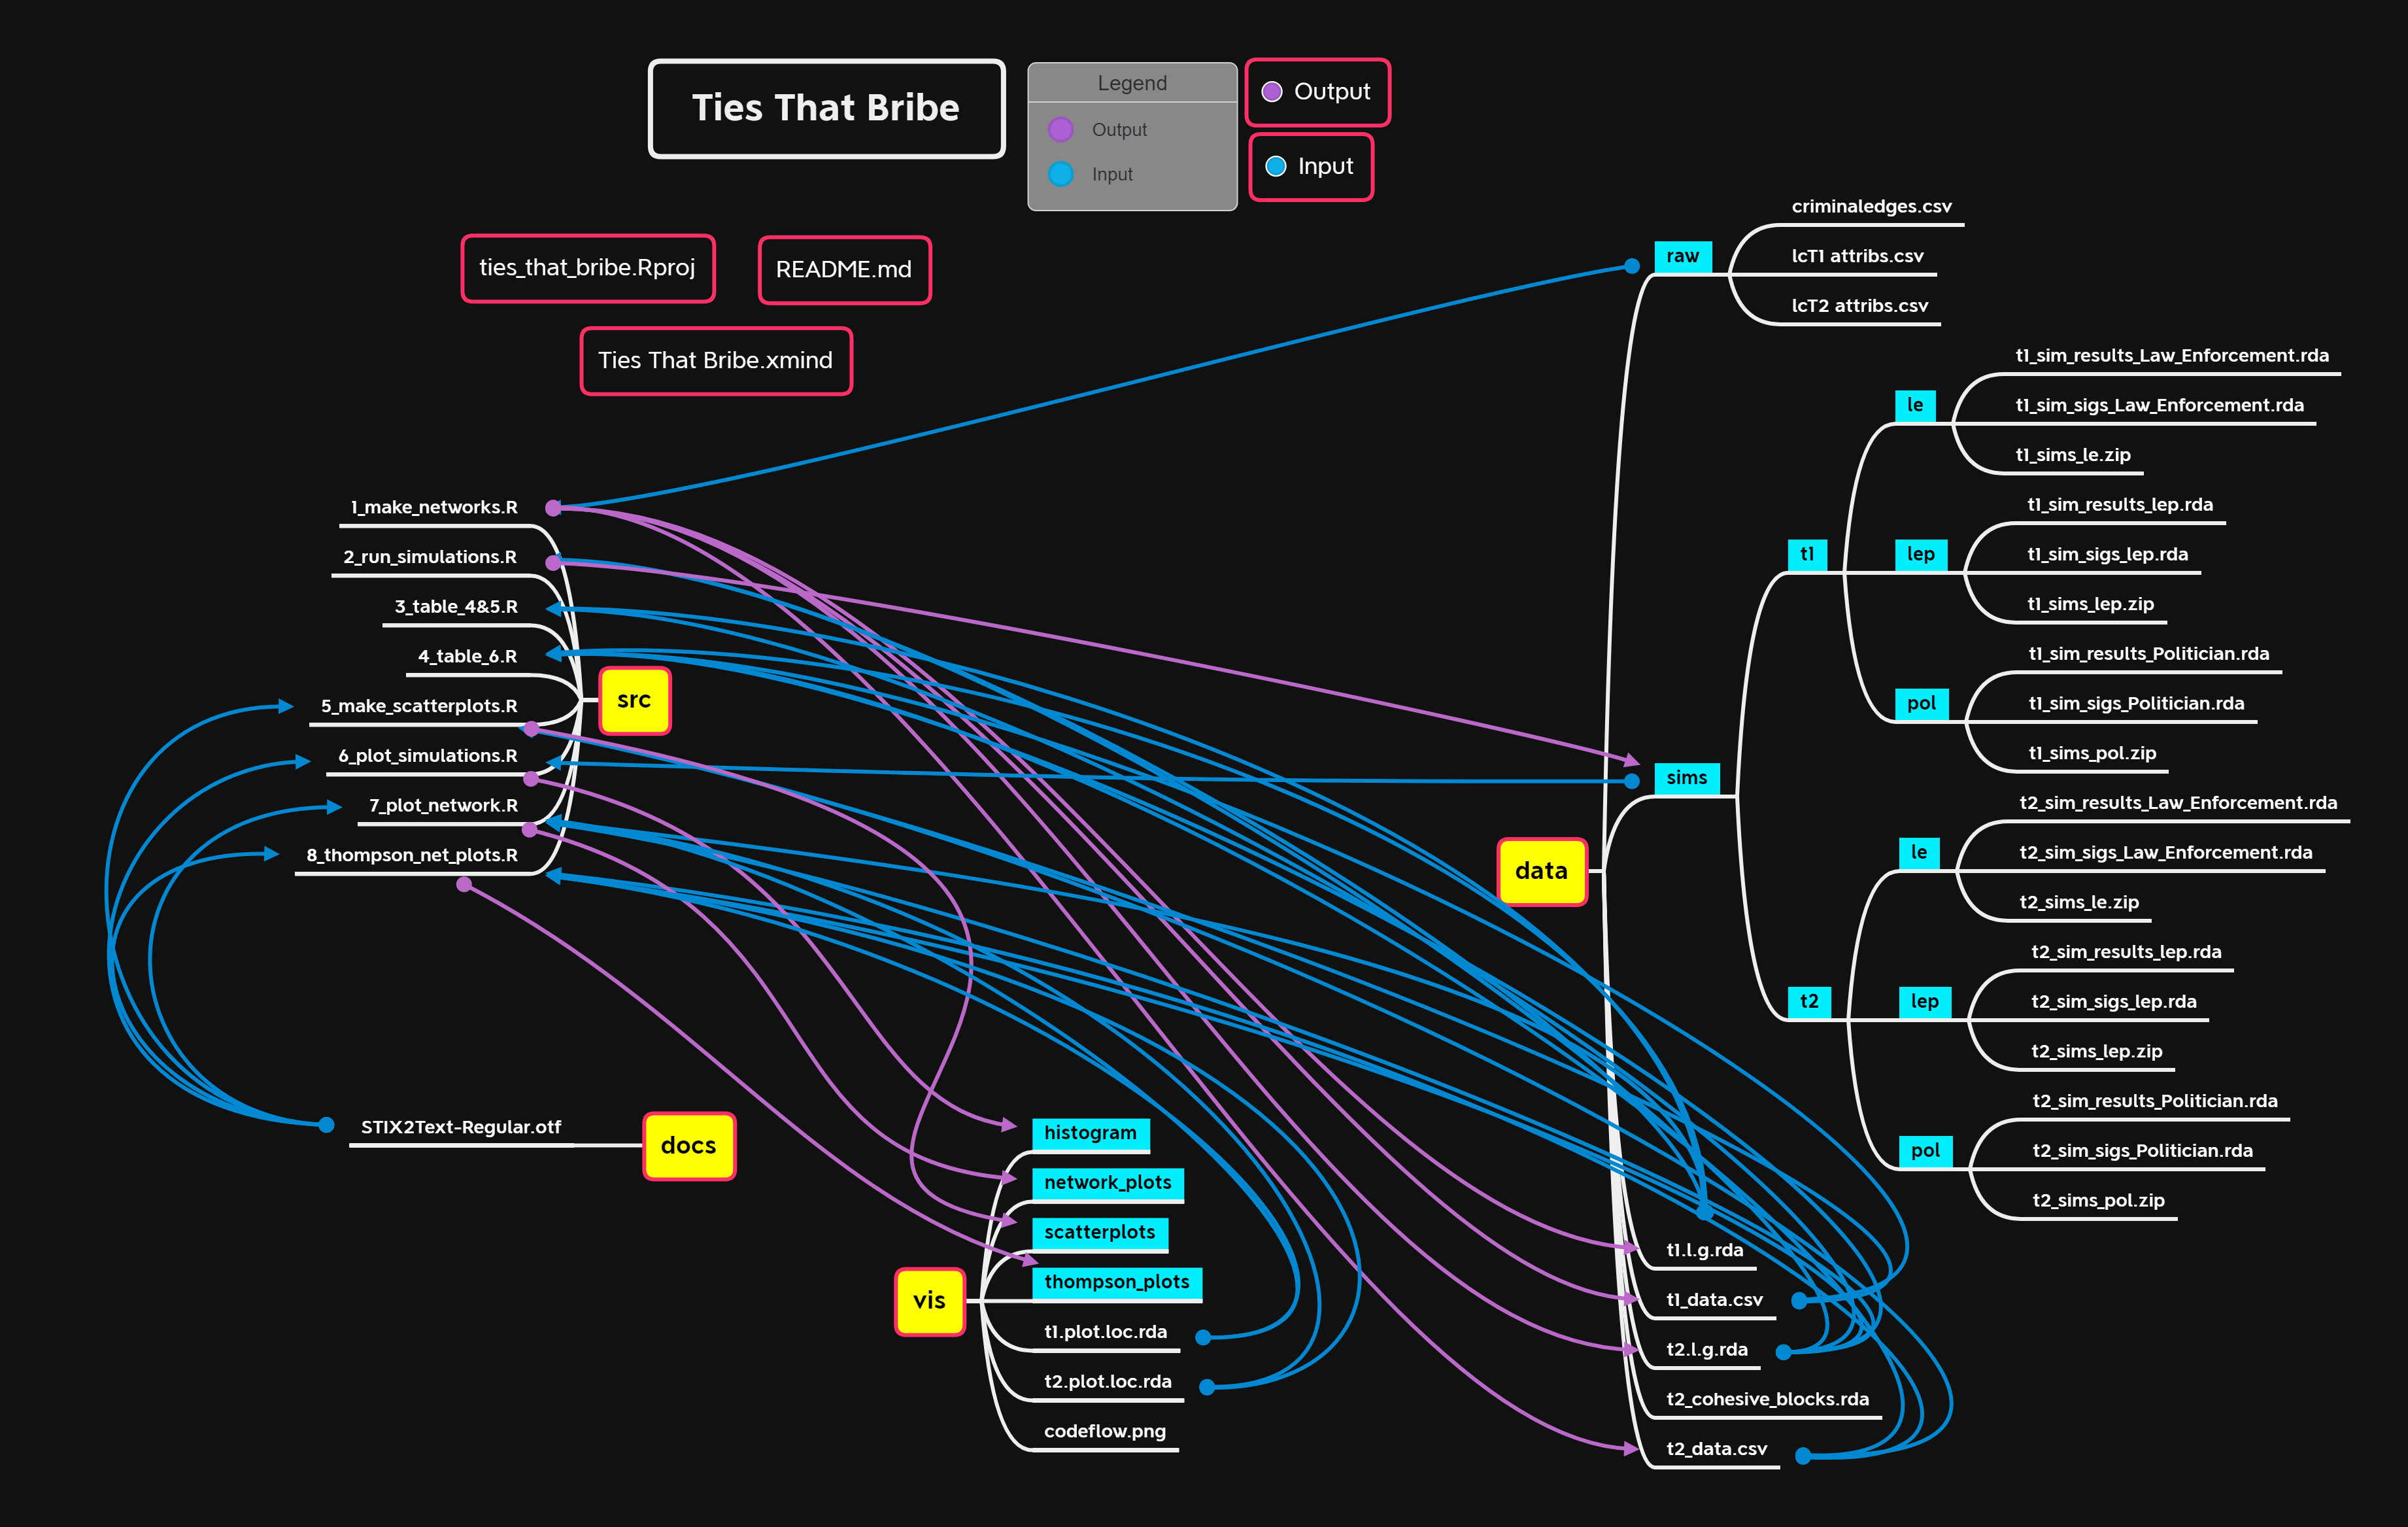 Ties That Bribe
Legend
Output
Input
Output
Input
ties_that_bribe.Rproj
README.md
Ties That Bribe.xmind
1_make_networks.R
2_run_simulations.R
3_table_4&5.R
4_table_6.R
5_make_scatterplots.R
6_plot_simulations.R
7_plot_network.R
8_thompson_net_plots.R
src
STIX2Text-Regular.otf
docs
vis
histogram
network_plots
scatterplots
thompson_plots
t1.plot.loc.rda
t2.plot.loc.rda
codeflow.png
data
raw
criminaledges.csv
lcT1 attribs.csv
lcT2 attribs.csv
sims
t1
le
t1_sim_results_Law_Enforcement.rda
t1_sim_sigs_Law_Enforcement.rda
t1_sims_le.zip
lep
t1_sim_results_lep.rda
t1_sim_sigs_lep.rda
t1_sims_lep.zip
pol
t1_sim_results_Politician.rda
t1_sim_sigs_Politician.rda
t1_sims_pol.zip
t2
le
t2_sim_results_Law_Enforcement.rda
t2_sim_sigs_Law_Enforcement.rda
t2_sims_le.zip
lep
t2_sim_results_lep.rda
t2_sim_sigs_lep.rda
t2_sims_lep.zip
pol
t2_sim_results_Politician.rda
t2_sim_sigs_Politician.rda
t2_sims_pol.zip
t1.l.g.rda
t1_data.csv
t2.l.g.rda
t2_cohesive_blocks.rda
t2_data.csv